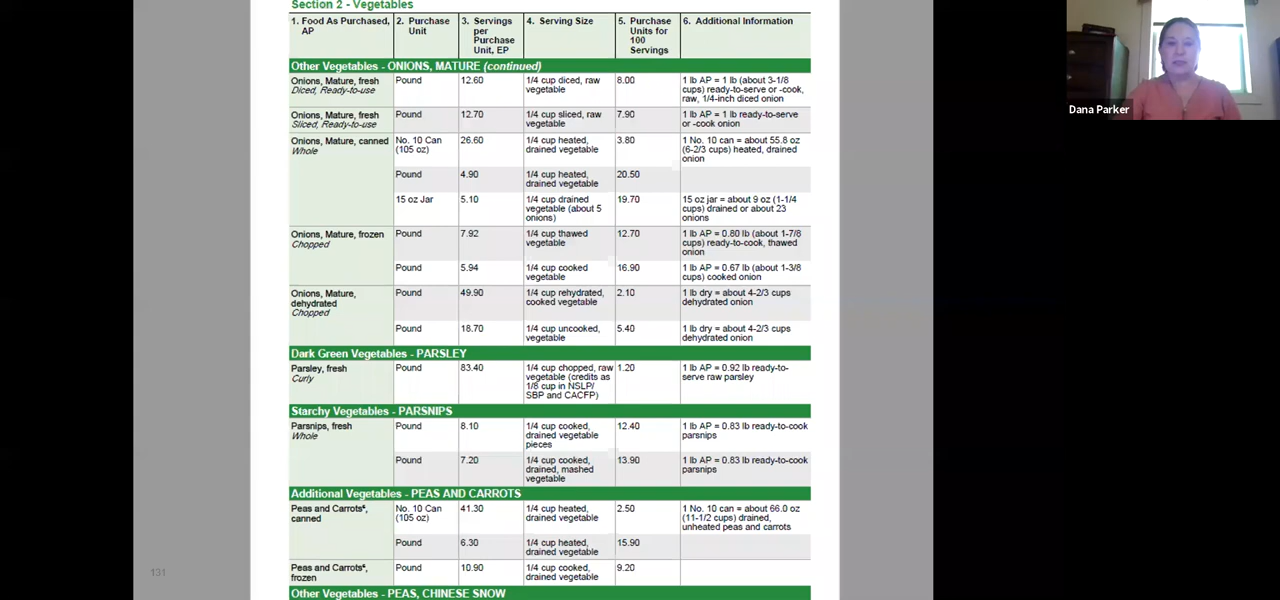 Section 2 - Vegetables
1. Food As Purchased, AP
2. Purchase Unit
3. Servings per Purchase Unit, EP
4. Serving Size
5. Purchase Units for 100 Servings
6. Additional Information
Other Vegetables - ONIONS, MATURE (continued)
Onions, Mature, fresh
Diced, Ready-to-use
Pound
12.60
1/4 cup diced, raw
vegetable
8.00
1 lb AP = 1 lb (about 3-1/8
cups) ready-to-serve or -cook,
raw, 1/4-inch diced onion
Onions, Mature, fresh
Sliced, Ready-to-use
Pound
12.70
1/4 cup sliced, raw
vegetable
7.90
1 lb AP = 1 lb ready-to-serve
or -cook onion
Onions, Mature, canned
Whole
No. 10 Can
(105 oz)
26.60
1/4 cup heated,
drained vegetable
3.80
1 No. 10 can = about 55.8 oz
(6-2/3 cups) heated, drained
onion
Pound
4.90
1/4 cup heated,
drained vegetable
20.50
15 oz Jar
5.10
1/4 cup drained
vegetable (about 5
onions)
19.70
15 oz jar = about 9 oz (1-1/4
cups) drained or about 23
onions
Onions, Mature, frozen
Chopped
Pound
7.92
1/4 cup thawed
vegetable
12.70
1 lb AP = 0.80 lb (about 1-7/8
cups) ready-to-cook, thawed
onion
Pound
5.94
1/4 cup cooked
vegetable
16.90
1 lb AP = 0.67 lb (about 1-3/8
cups) cooked onion
Onions, Mature,
dehydrated
Chopped
Pound
49.90
1/4 cup rehydrated,
cooked vegetable
2.10
1 lb dry = about 4-2/3 cups
dehydrated onion
Pound
18.70
1/4 cup uncooked,
vegetable
5.40
1 lb dry = about 4-2/3 cups
dehydrated onion
Dark Green Vegetables - PARSLEY
Parsley, fresh
Curly
Pound
83.40
1/4 cup chopped, raw
vegetable (credits as
1/8 cup in NSLP/
SBP and CACFP)
1.20
1 lb AP = 0.92 lb ready-to-
serve raw parsley
Starchy Vegetables - PARSNIPS
Parsnips, fresh
Whole
Pound
8.10
1/4 cup cooked,
drained vegetable
pieces
12.40
1 lb AP = 0.83 lb ready-to-cook
parsnips
Pound
7.20
1/4 cup cooked,
drained, mashed
vegetable
13.90
1 lb AP = 0.83 lb ready-to-cook
parsnips
Additional Vegetables - PEAS AND CARROTS
Peas and Carrots,
canned
No. 10 Can
(105 oz)
41.30
1/4 cup heated,
drained vegetable
2.50
1 No. 10 can = about 66.0 oz
(11-1/2 cups) drained,
unheated peas and carrots
Pound
6.30
1/4 cup heated,
drained vegetable
15.90
Peas and Carrots,
frozen
Pound
10.90
1/4 cup cooked,
drained vegetable
9.20
Other Vegetables - PEAS, CHINESE SNOW
131
Dana Parker